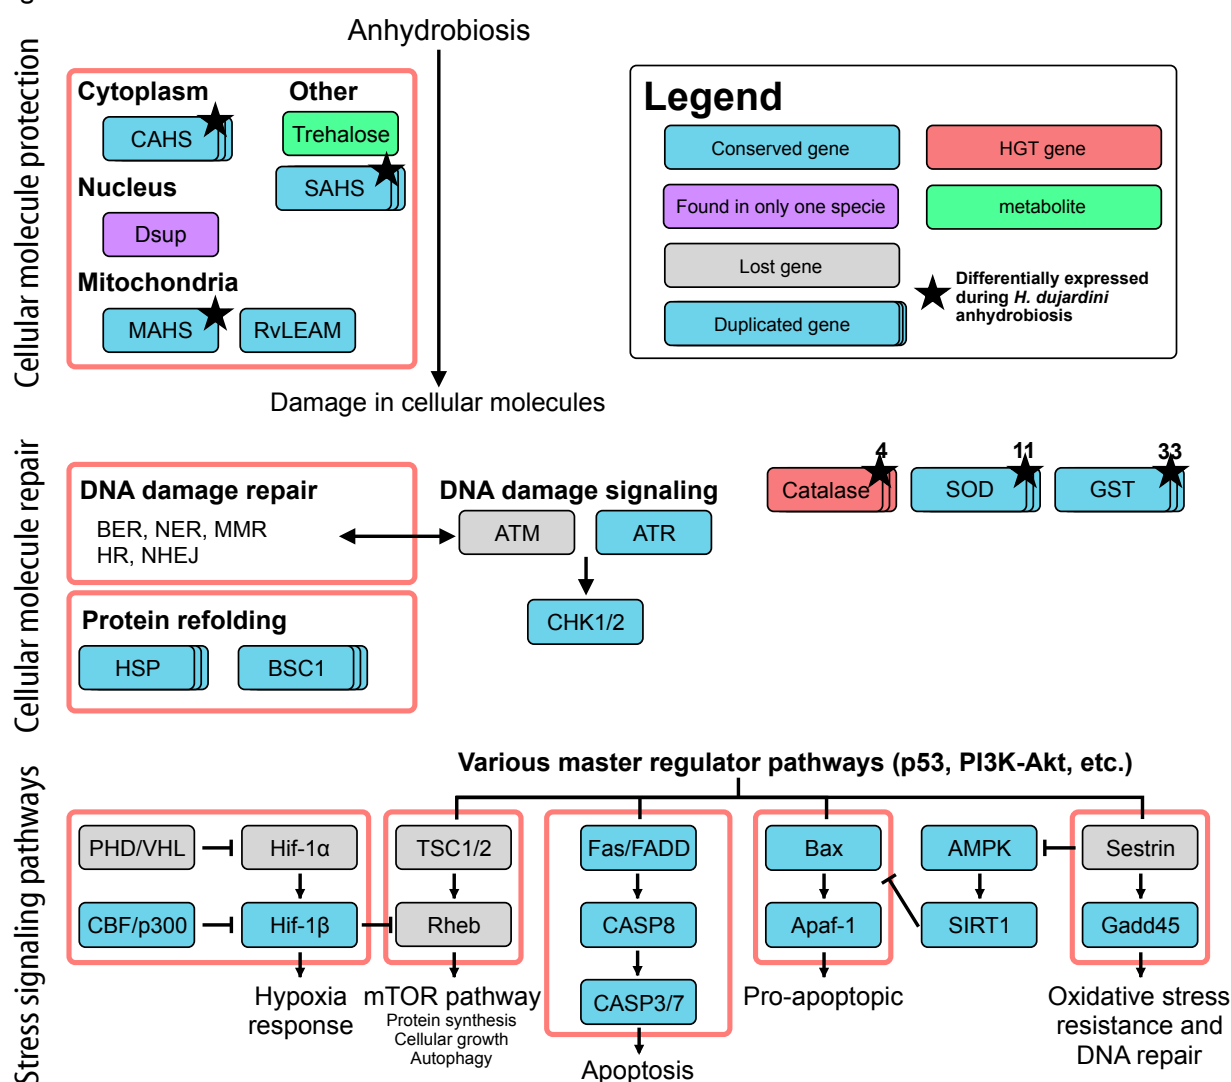 Anhydrobiosis
Cellular molecule protection
Cytoplasm
Other
CAHS
Trehalose
SAHS
Nucleus
Dsup
Mitochondria
MAHS
RvLEAM
Legend
Conserved gene
HGT gene
Found in only one specie
metabolite
Lost gene
Duplicated gene
Differentially expressed
during H. dujardini
anhydrobiosis
Damage in cellular molecules
Cellular molecule repair
DNA damage repair
BER, NER, MMR
HR, NHEJ
DNA damage signaling
ATM
ATR
CHK1/2
4
11
33
Catalase
SOD
GST
Protein refolding
HSP
BSC1
Stress signaling pathways
Various master regulator pathways (p53, PI3K-Akt, etc.)
PHD/VHL
Hif-1α
TSC1/2
Fas/FADD
Bax
AMPK
Sestrin
CBF/p300
Hif-1β
Rheb
CASP8
Apaf-1
SIRT1
Gadd45
CASP3/7
Hypoxia
response
mTOR pathway
Protein synthesis
Cellular growth
Autophagy
Apoptosis
Pro-apoptopic
Oxidative stress
resistance and
DNA repair